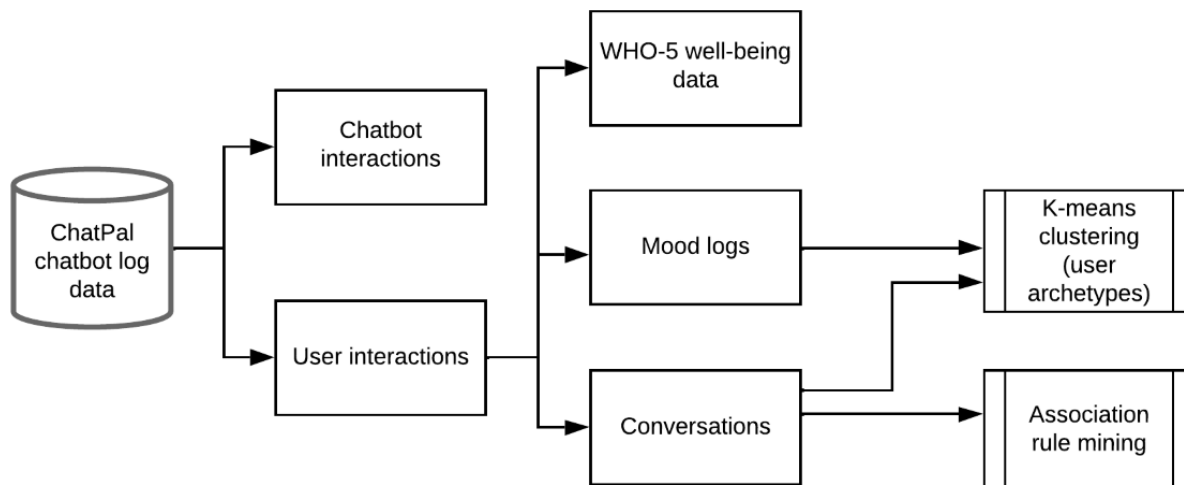 ChatPal
chatbot log
data
Chatbot
interactions
User interactions
WHO-5 well-being
data
Mood logs
Conversations
K-means
clustering
(user
archetypes)
Association
rule mining